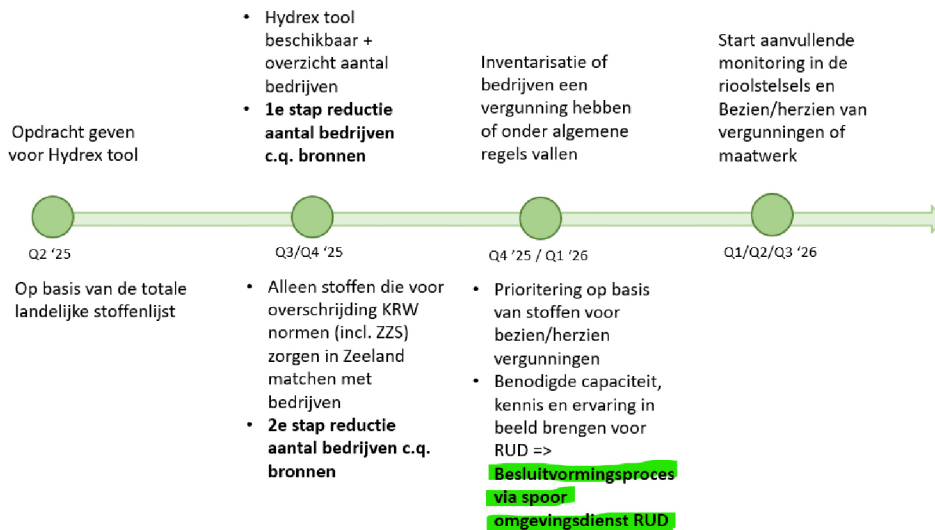 Opdracht geven
voor Hydrex tool
• Hydrex tool
beschikbaar +
overzicht aantal
bedrijven
• 1e stap reductie
aantal bedrijven
c.q. bronnen
Inventarisatie of
bedrijven een
vergunning hebben
of onder algemene
regels vallen
Start aanvullende
monitoring in de
rioolstelsels en
Bezien/herzien van
vergunningen of
maatwerk
Q2 '25
Q3/Q4 '25
Q4 '25 / Q1 '26
Q1/Q2/Q3 '26
Op basis van de totale
landelijke stoffenlijst
• Alleen stoffen die voor
overschrijding KRW
normen (incl. ZZS)
zorgen in Zeeland
matchen met
bedrijven
• 2e stap reductie
aantal bedrijven c.q.
bronnen
• Prioritering op basis
van stoffen voor
bezien/herzien
vergunningen
• Benodigde capaciteit,
kennis en ervaring in
beeld brengen voor
RUD =>
Besluitvormingsproces
via spoor
omgevingsdienst RUD